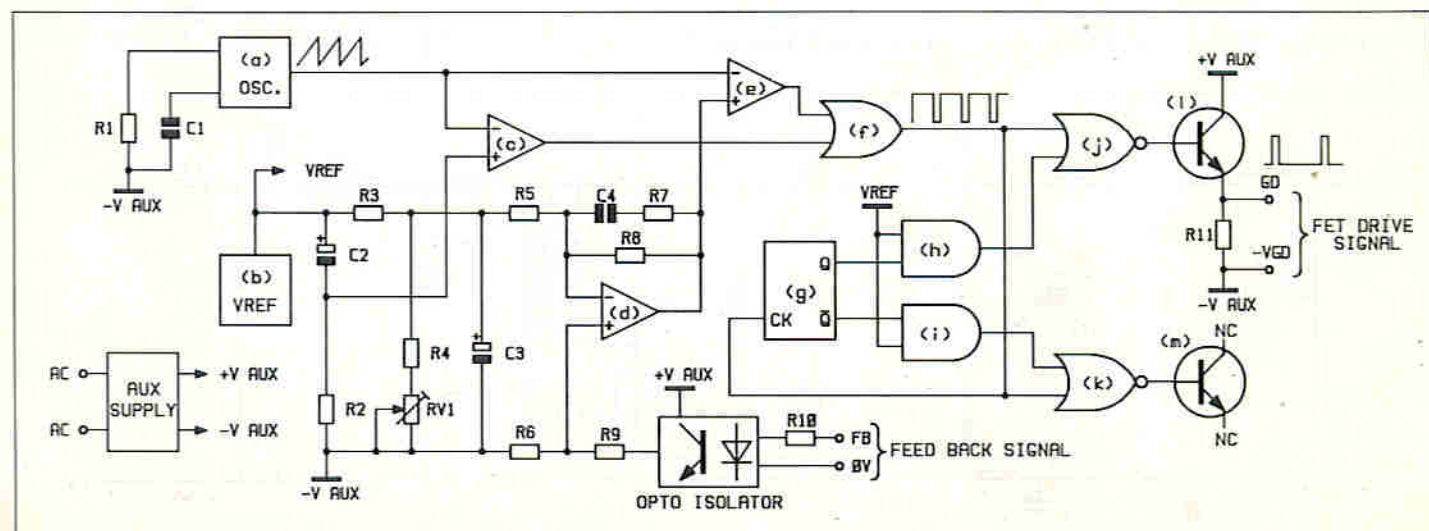 (a)
OSC.
R1
C1
-V AUX
VREF
(b)
VREF
R3
C2
R2
-V AUX
R4
RV1
C3
R5
C4
R7
R8
(d)
R6
R9
(c)
(e)
(f)
+V AUX
OPTO ISOLATOR
R10
FB
0V
FEED BACK SIGNAL
AC
AC
AUX
SUPPLY
+V AUX
-V AUX
VREF
(g)
CK
Q
Q̅
(h)
(i)
(j)
(k)
+V AUX
(l)
GD
R11
-VGD
FET DRIVE
SIGNAL
-V AUX
(m)
NC
NC